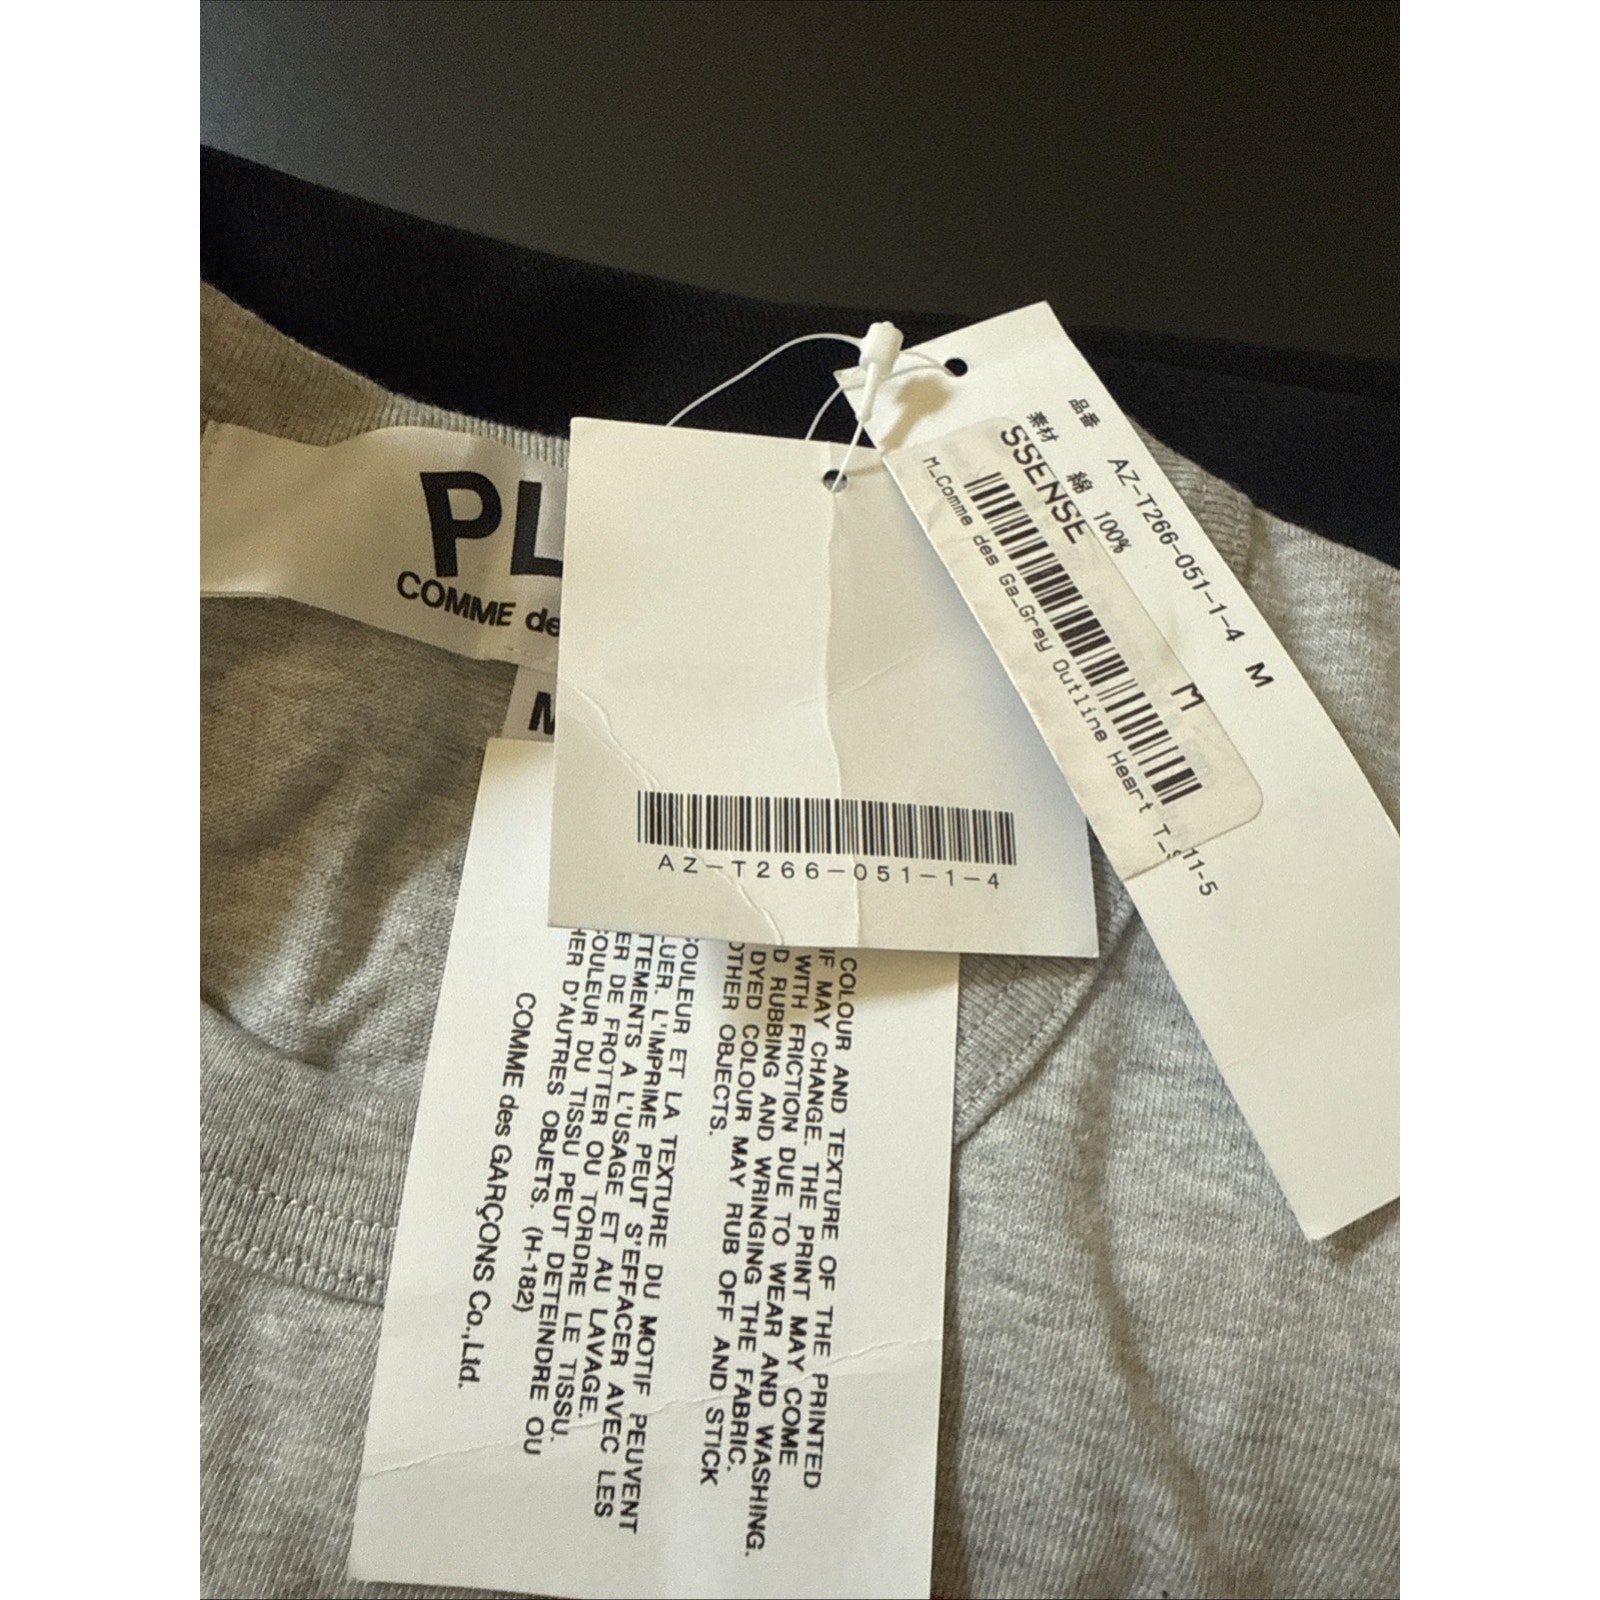 PL
COMME de
M
AZ-T266-051-1-4
品番 AZ-T266-051-1-4 M
素材 綿 100%
SSENSE
M
M_Comme des Ga_Grey Outline Heart T_
11-5
COLOUR AND TEXTURE OF THE PRINTED
IF MAY CHANGE. THE PRINT MAY COME
WITH FRICTION DUE TO WEAR AND WASHING.
D RUBBING AND WRINGING THE FABRIC.
DYED COLOUR MAY RUB OFF AND STICK
OTHER OBJECTS.
COULEUR ET LA TEXTURE DU MOTIF PEUVENT
LUER. L'IMPRIME PEUT S'EFFACER AVEC LES
TTEMENTS A L'USAGE ET AU LAVAGE.
ER DE FROTTER OU TORDRE LE TISSU.
COULEUR DU TISSU PEUT DETEINDRE OU
HER D'AUTRES OBJETS. (H-182)
COMME des GARÇONS Co.,Ltd.